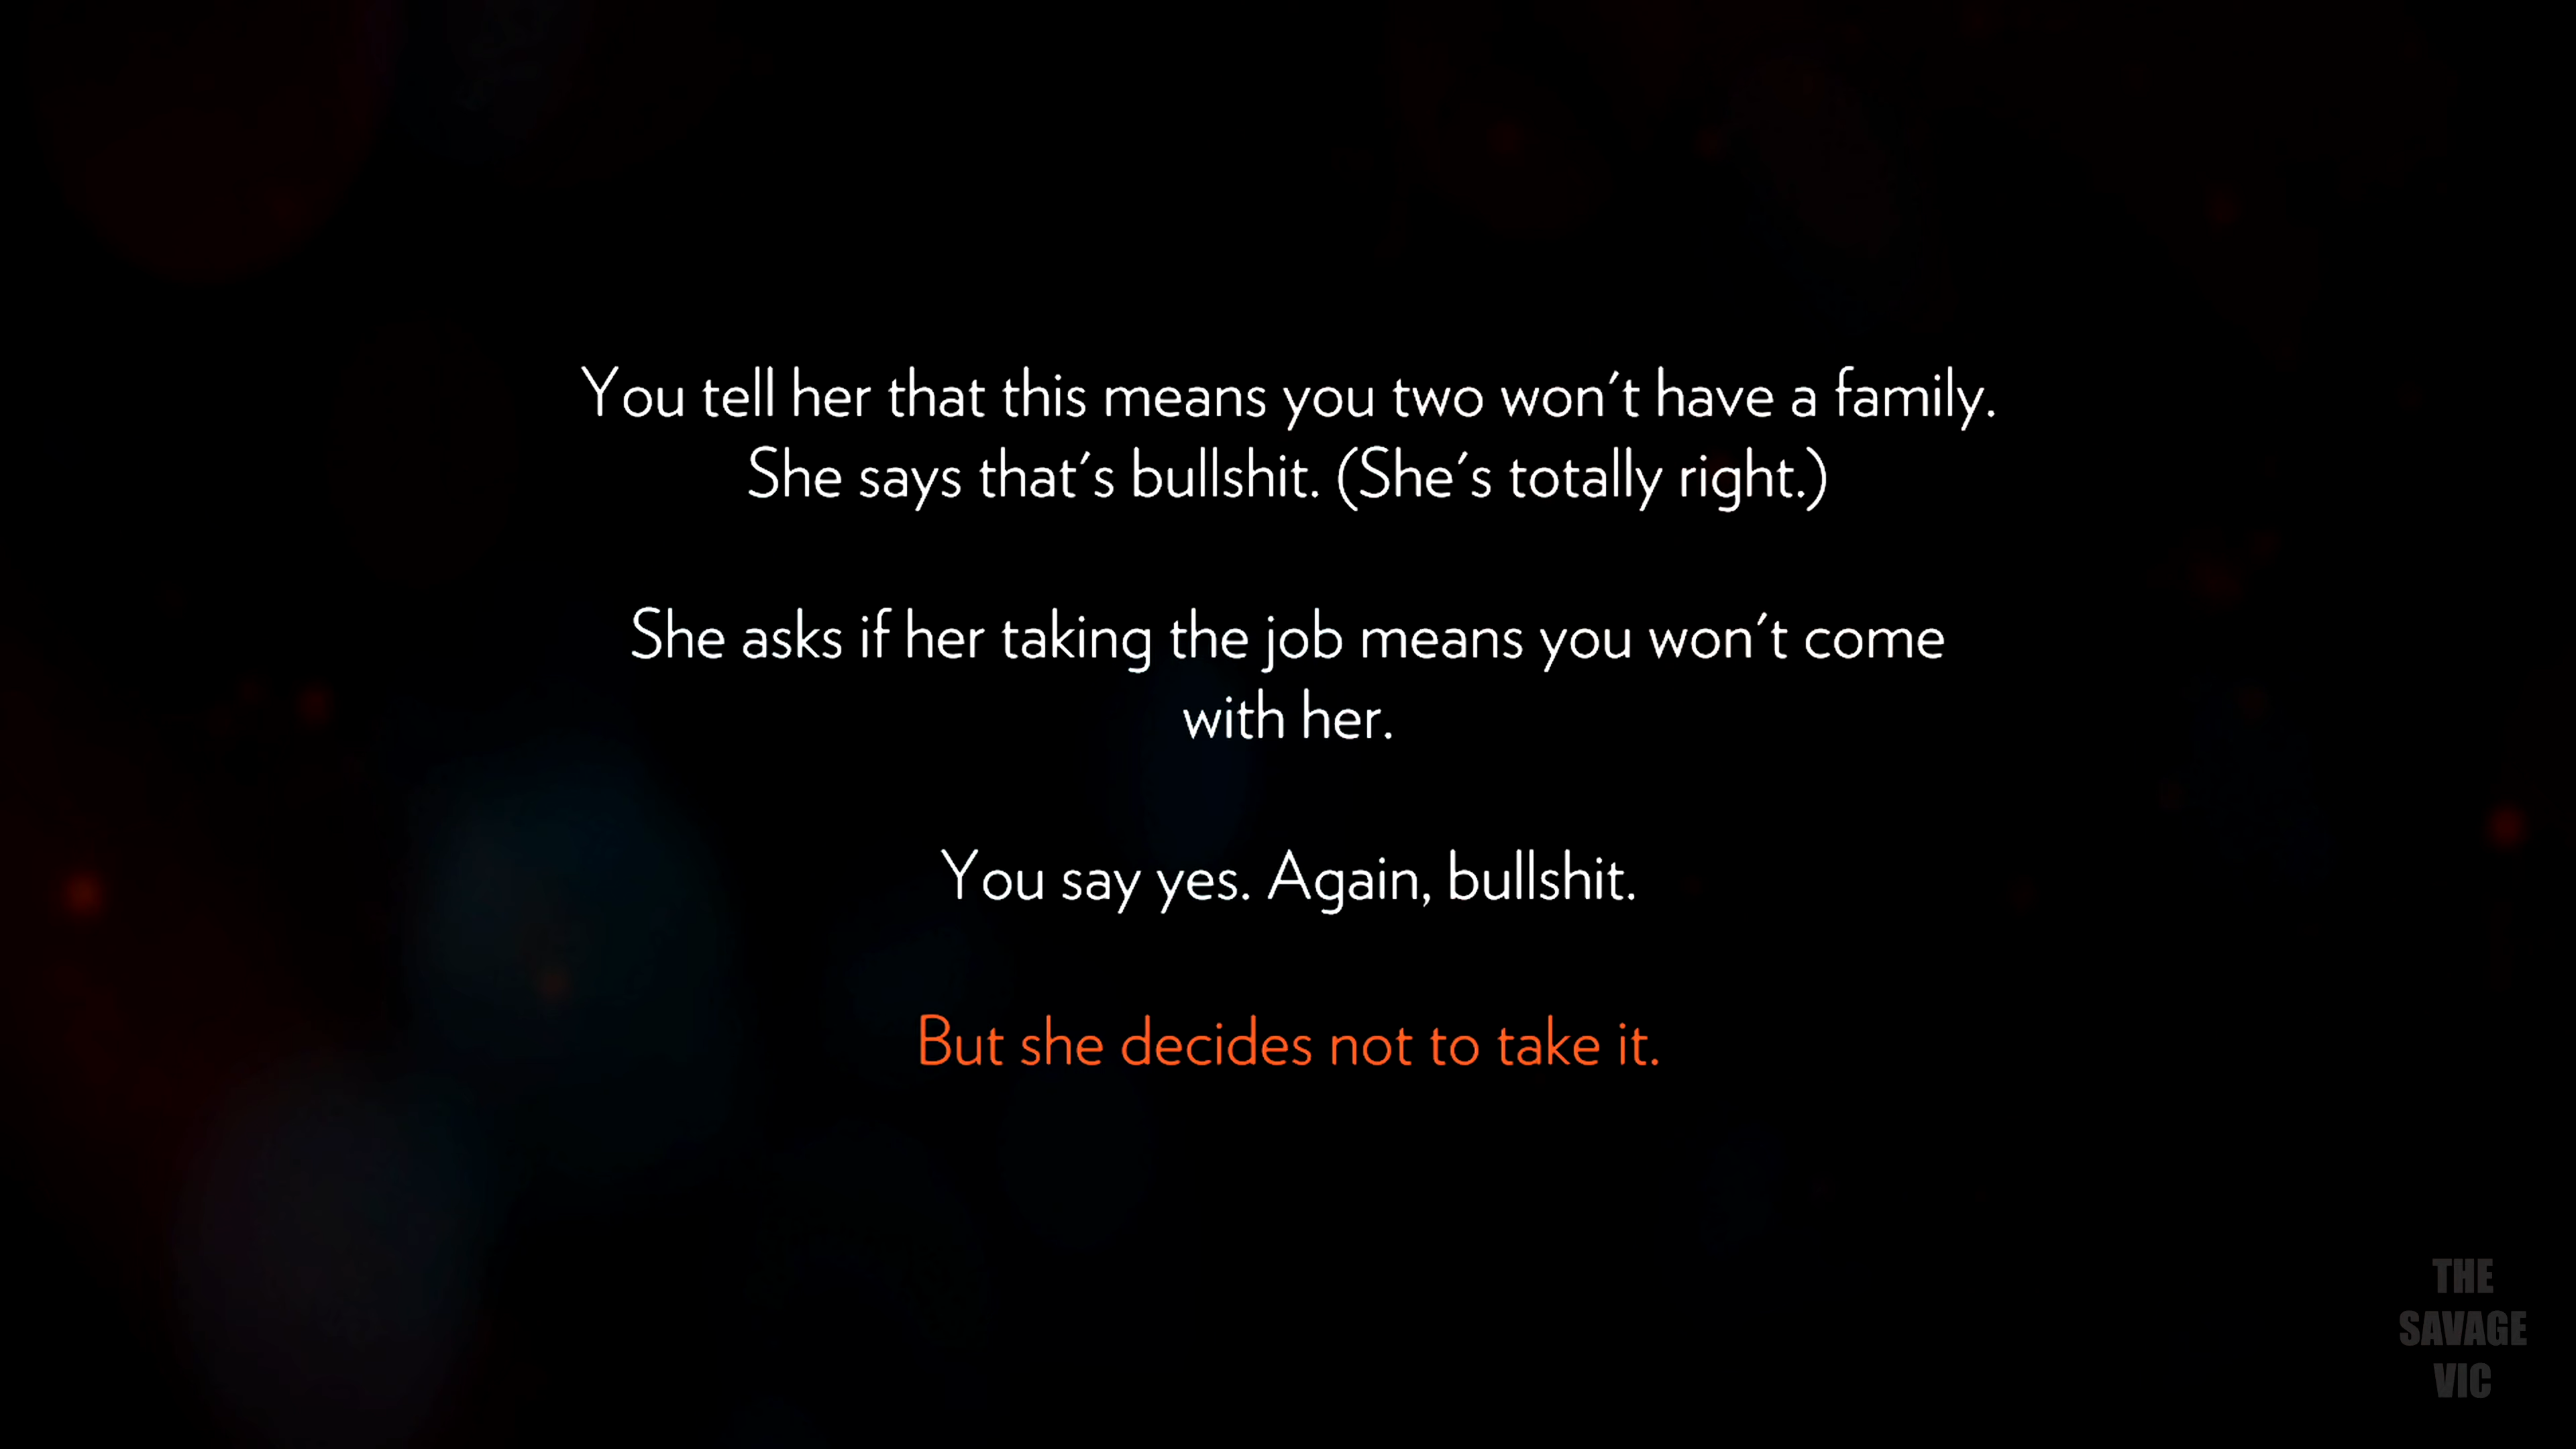 You tell her that this means you two won't have a family.
She says that's bullshit. (She's totally right.)
She asks if her taking the job means you won't come
with her.
You say yes. Again, bullshit.
But she decides not to take it.
THE
SAVAGE
VIC